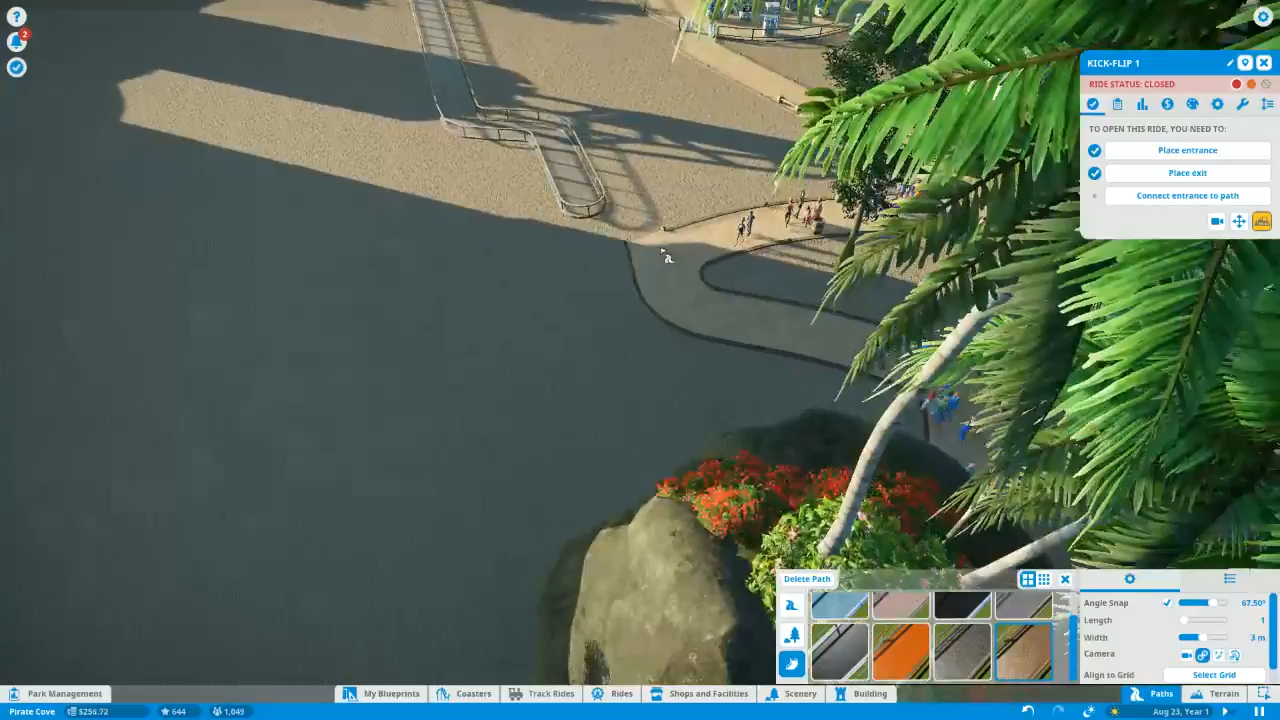 2
KICK-FLIP 1
RIDE STATUS: CLOSED
TO OPEN THIS RIDE, YOU NEED TO:
Place entrance
Place exit
Connect entrance to path
Delete Path
Angle Snap 67.50°
Length 1
Width 3 m
Camera
Align to Grid Select Grid
Park Management My Blueprints Coasters Track Rides Rides Shops and Facilities Scenery Building Paths Terrain
Pirate Cove $256.72 644 1,049 Aug 23, Year 1